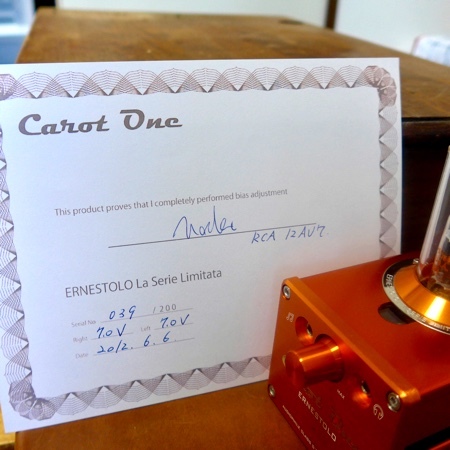 Carot One
This product proves that I completely performed bias adjustment
RCA 12AU7
ERNESTOLO La Serie Limitata
Serial No 039 / 200
Right 7.0V Left 7.0V
Date 2012. 6. 6.
ERNESTOLO